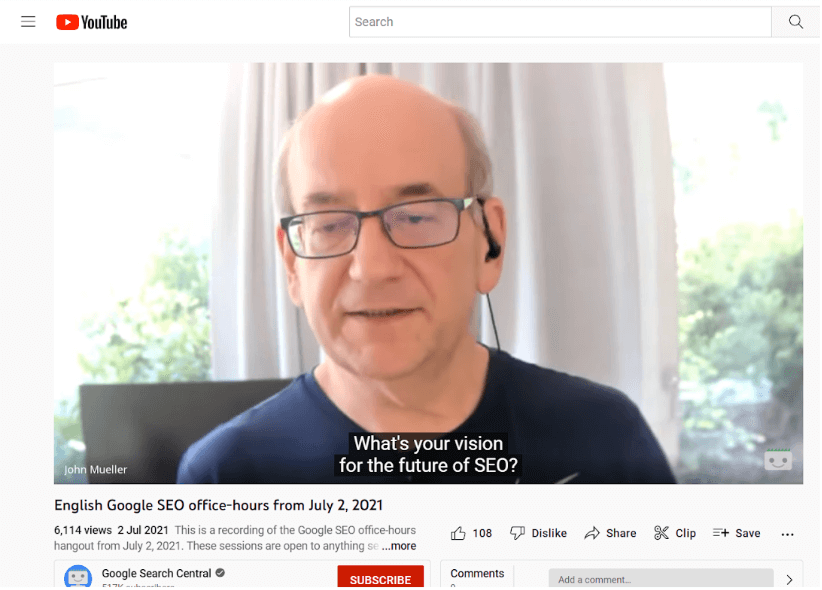 YouTube
Search
What's your vision
for the future of SEO?
John Mueller
English Google SEO office-hours from July 2, 2021
6,114 views 2 Jul 2021 This is a recording of the Google SEO office-hours
hangout from July 2, 2021. These sessions are open to anything se ...more
108 Dislike Share Clip Save ...
Google Search Central
SUBSCRIBE
Comments
Add a comment...